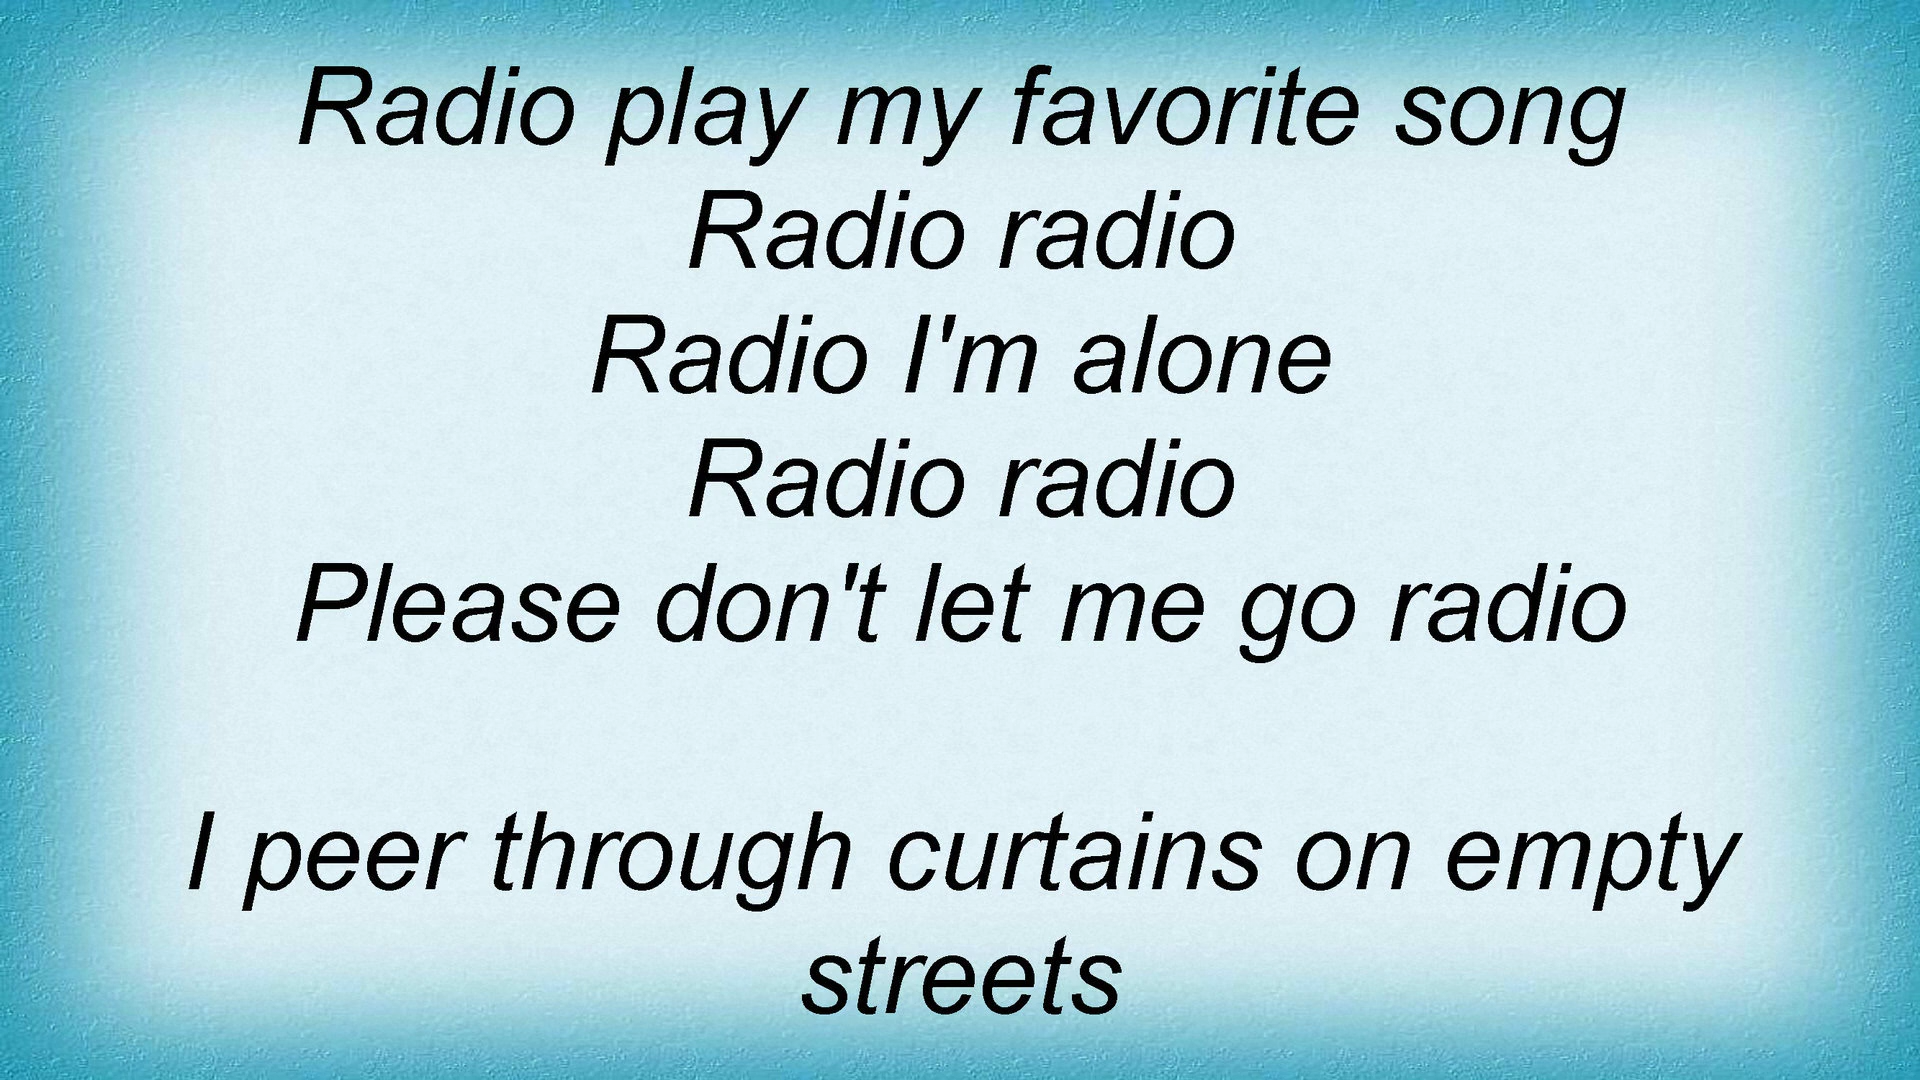 Radio play my favorite song
Radio radio
Radio I'm alone
Radio radio
Please don't let me go radio
I peer through curtains on empty
streets